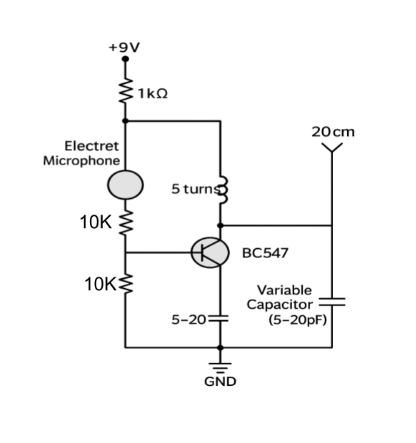 +9V
1kΩ
20cm
Electret
Microphone
5 turns
10K
BC547
10K
Variable
Capacitor
(5–20pF)
5–20
GND